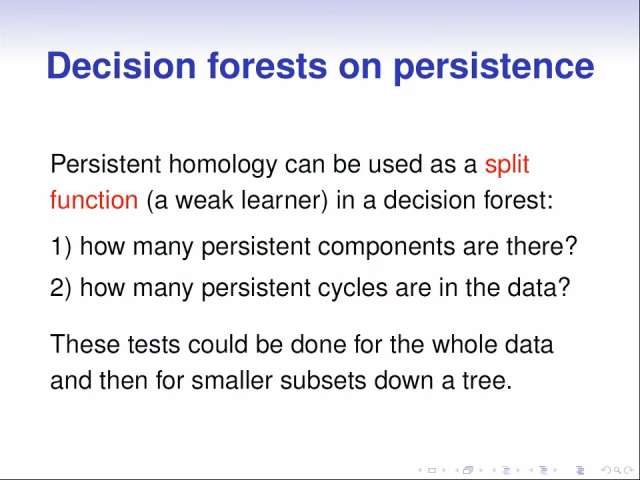 Decision forests on persistence
Persistent homology can be used as a split
function (a weak learner) in a decision forest:
1) how many persistent components are there?
2) how many persistent cycles are in the data?
These tests could be done for the whole data
and then for smaller subsets down a tree.